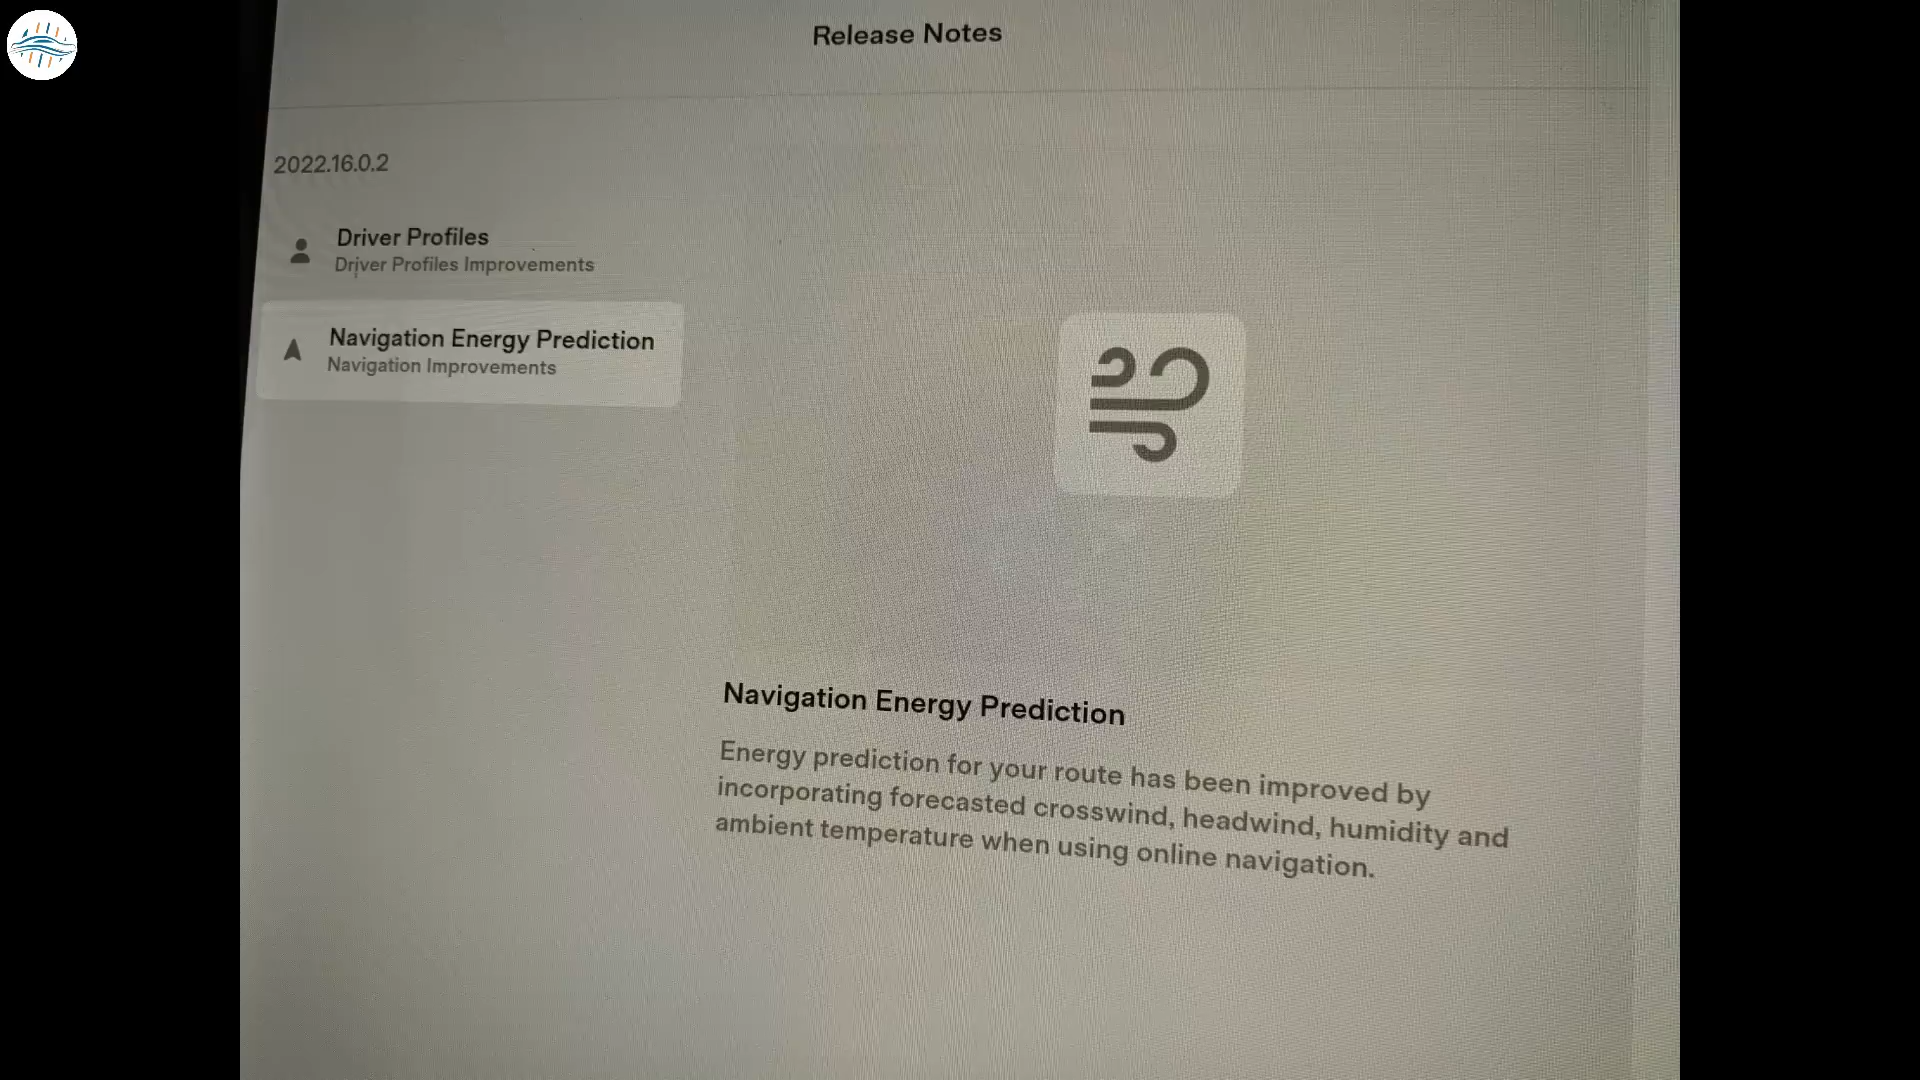 Release Notes
2022.16.0.2
Driver Profiles
Driver Profiles Improvements
Navigation Energy Prediction
Navigation Improvements
Navigation Energy Prediction
Energy prediction for your route has been improved by
incorporating forecasted crosswind, headwind, humidity and
ambient temperature when using online navigation.